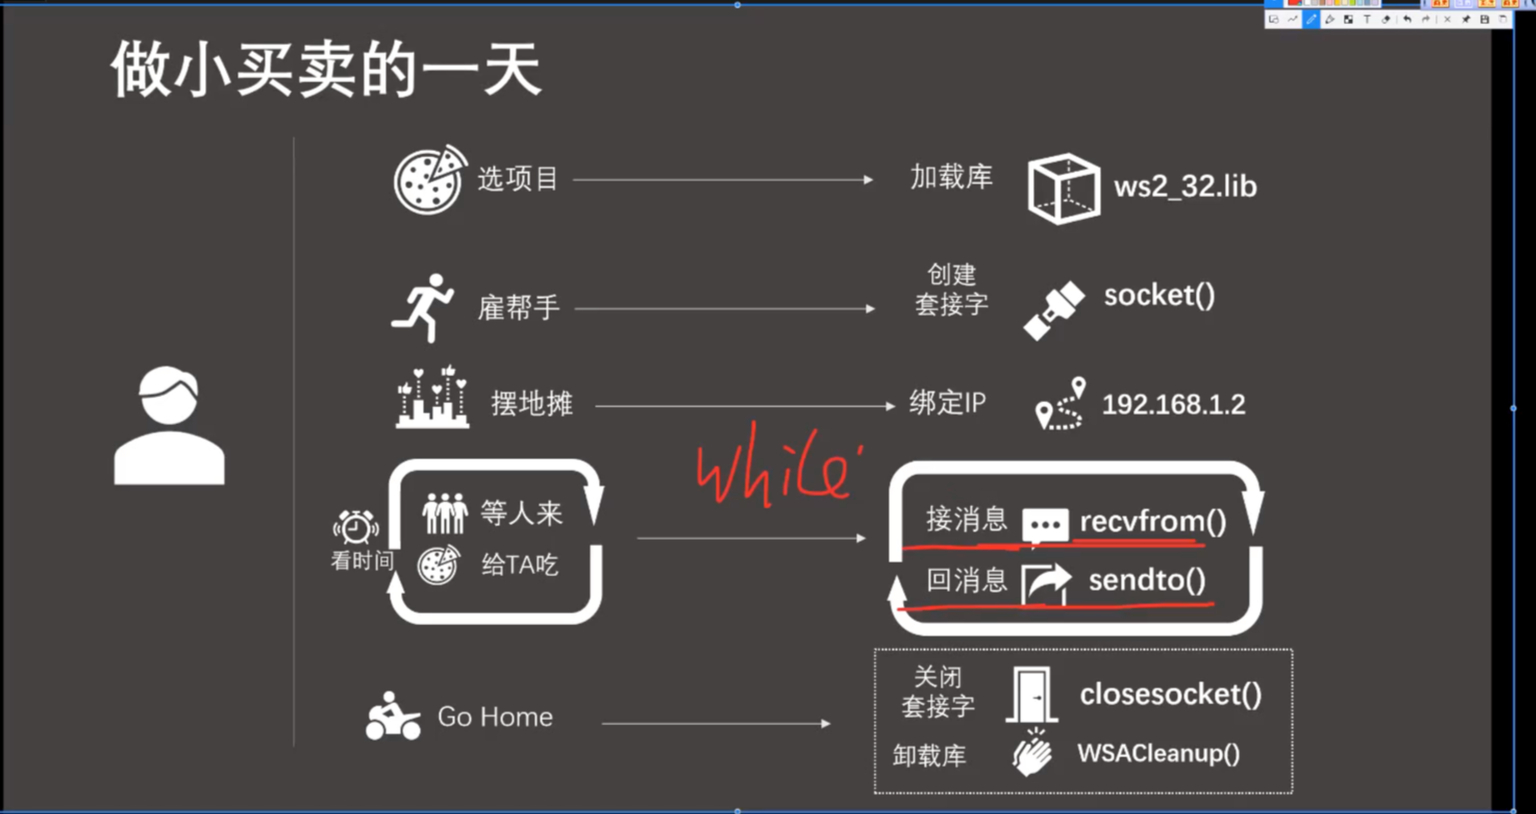 做小买卖的一天
选项目
加载库
ws2_32.lib
雇帮手
创建
套接字
socket()
摆地摊
绑定IP
192.168.1.2
while
看时间
等人来
给TA吃
接消息
recvfrom()
回消息
sendto()
Go Home
关闭
套接字
closesocket()
卸载库
WSACleanup()